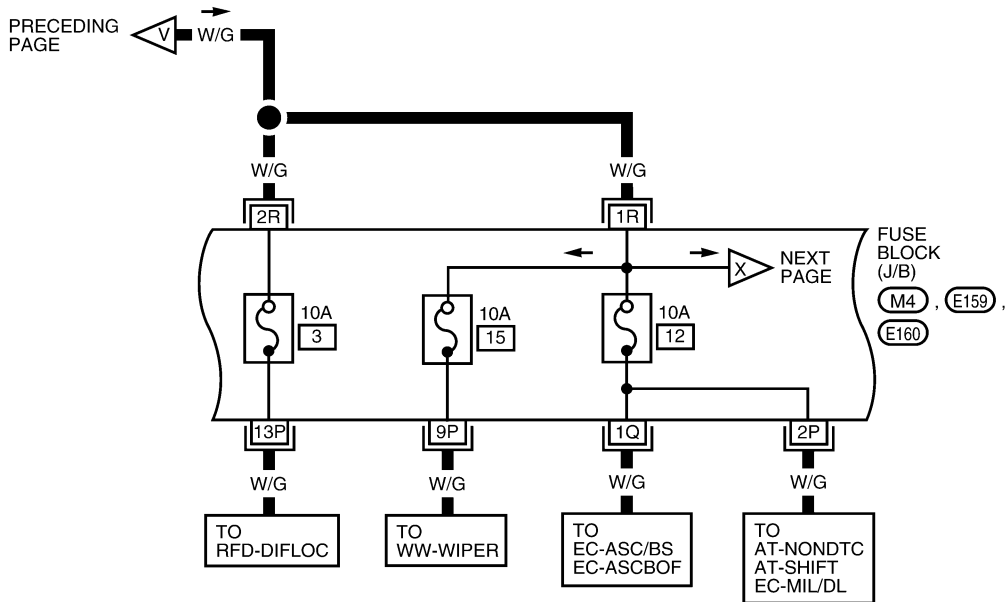 PRECEDING
PAGE
V
W/G
W/G
W/G
2R
1R
FUSE
BLOCK
(J/B)
M4 , E159 ,
E160
X
NEXT
PAGE
10A
3
15
10A
12
13P
9P
1Q
2P
W/G
W/G
W/G
W/G
TO
RFD-DIFLOC
TO
WW-WIPER
TO
EC-ASC/BS
EC-ASCBOF
TO
AT-NONDTC
AT-SHIFT
EC-MIL/DL